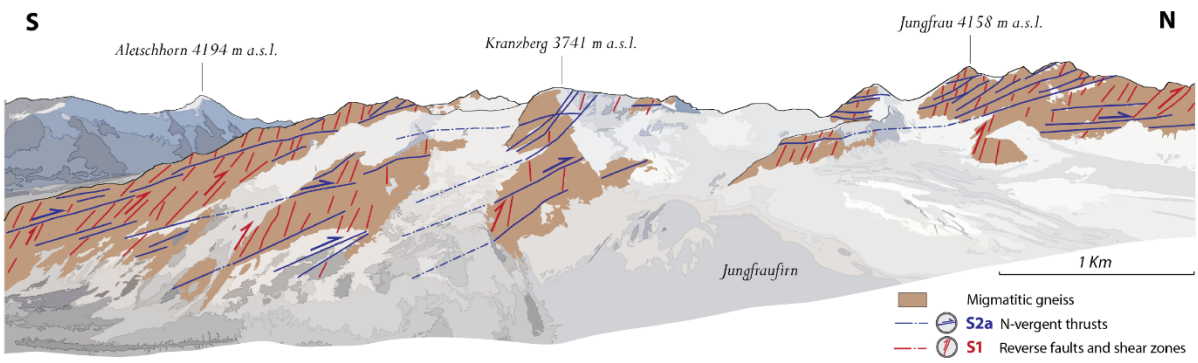 S
N
Aletschhorn 4194 m a.s.l.
Kranzberg 3741 m a.s.l.
Jungfrau 4158 m a.s.l.
Jungfraufirn
1 Km
Migmatitic gneiss
S2a N-vergent thrusts
S1 Reverse faults and shear zones